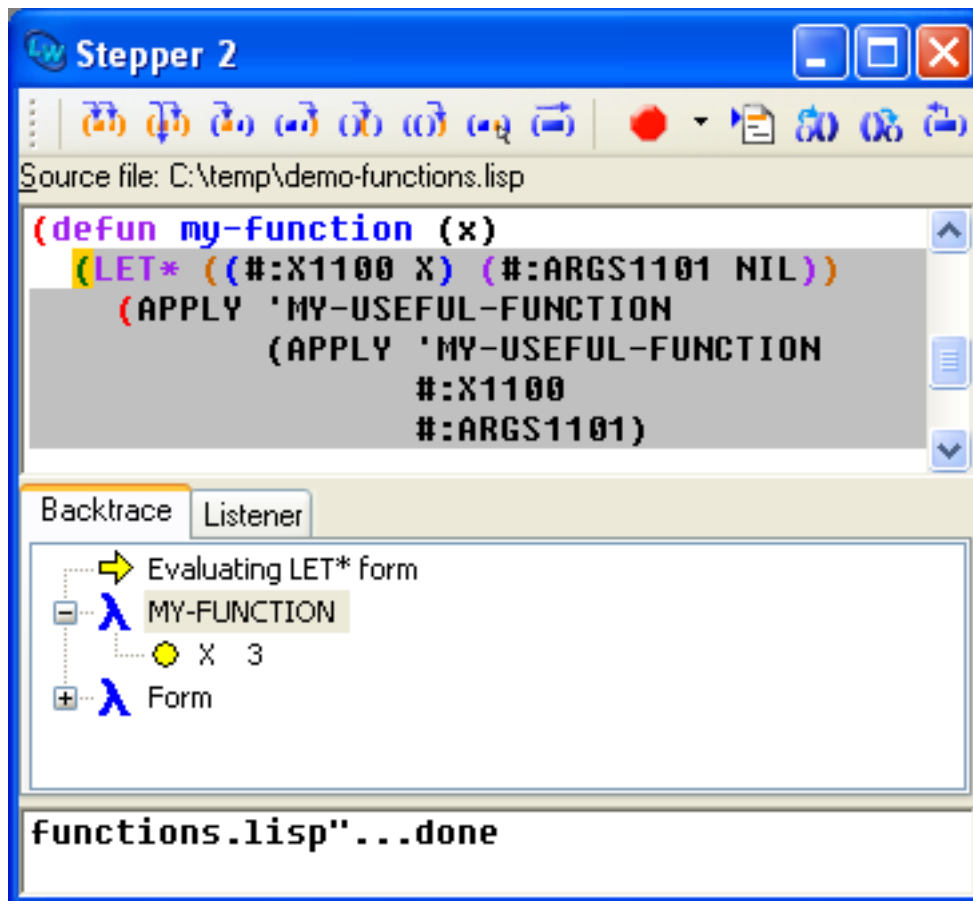 Stepper 2
Source file: C:\temp\demo-functions.lisp
(defun my-function (x)
(LET* ((#:X1100 X) (#:ARGS1101 NIL))
(APPLY 'MY-USEFUL-FUNCTION
(APPLY 'MY-USEFUL-FUNCTION
#:X1100
#:ARGS1101)
Backtrace Listener
Evaluating LET* form
λ MY-FUNCTION
X 3
λ Form
functions.lisp"...done